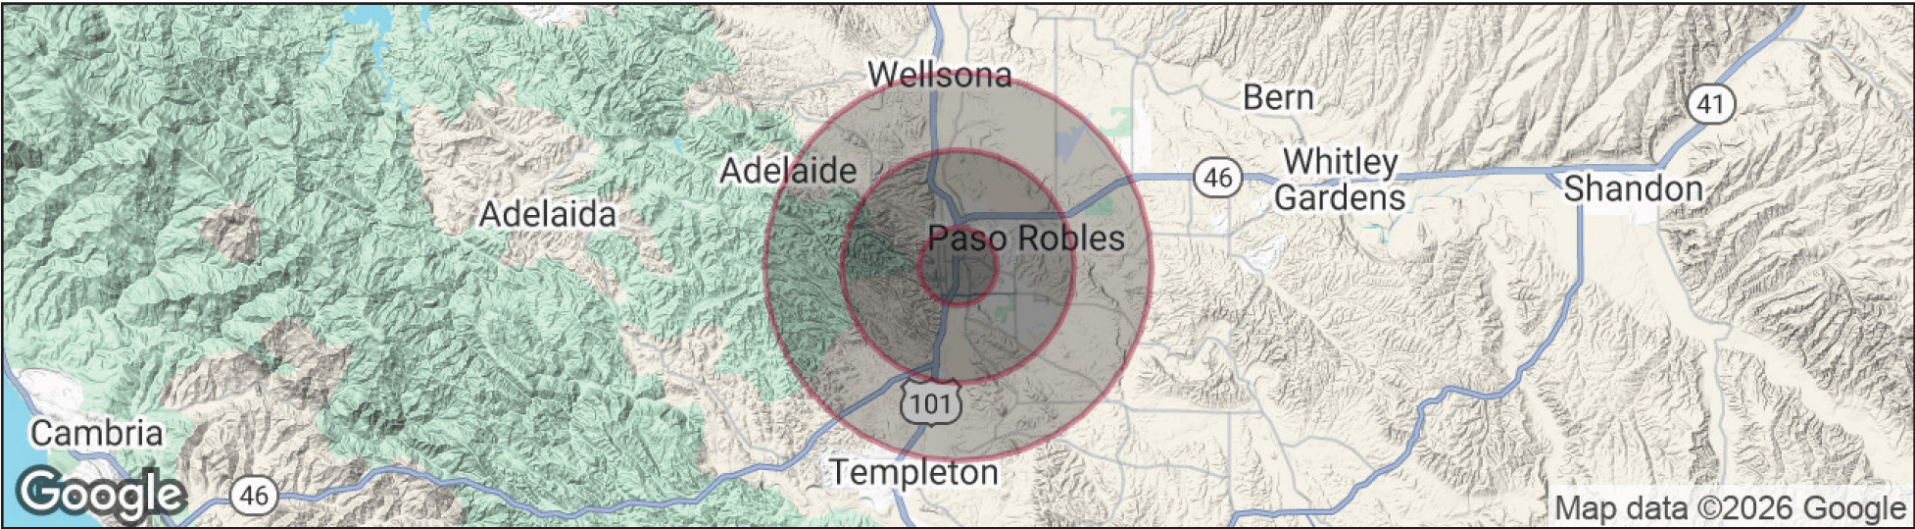 Wellsona
Bern
41
Adelaide
Whitley
Gardens
46
Shandon
Adelaida
Paso Robles
101
Cambria
Templeton
46
Google
Map data ©2026 Google